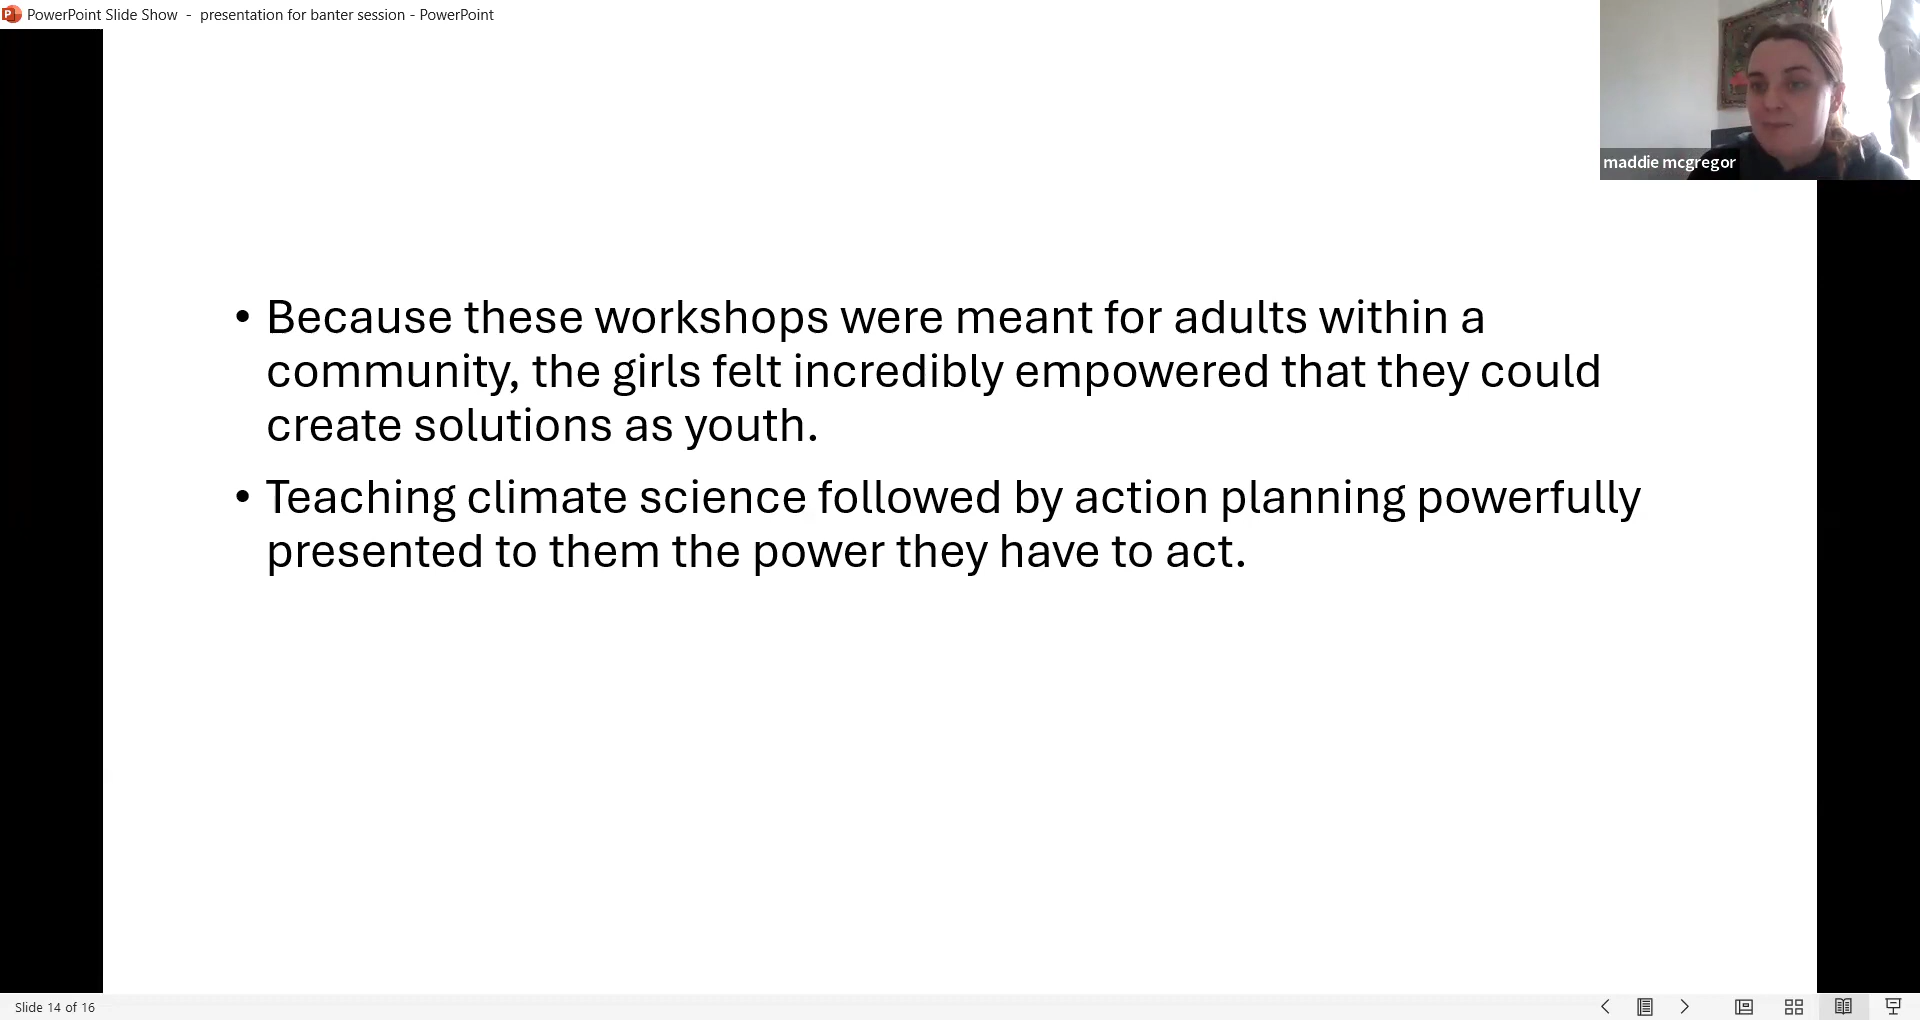 PowerPoint Slide Show - presentation for banter session - PowerPoint
maddie mcgregor
• Because these workshops were meant for adults within a
community, the girls felt incredibly empowered that they could
create solutions as youth.
• Teaching climate science followed by action planning powerfully
presented to them the power they have to act.
Slide 14 of 16